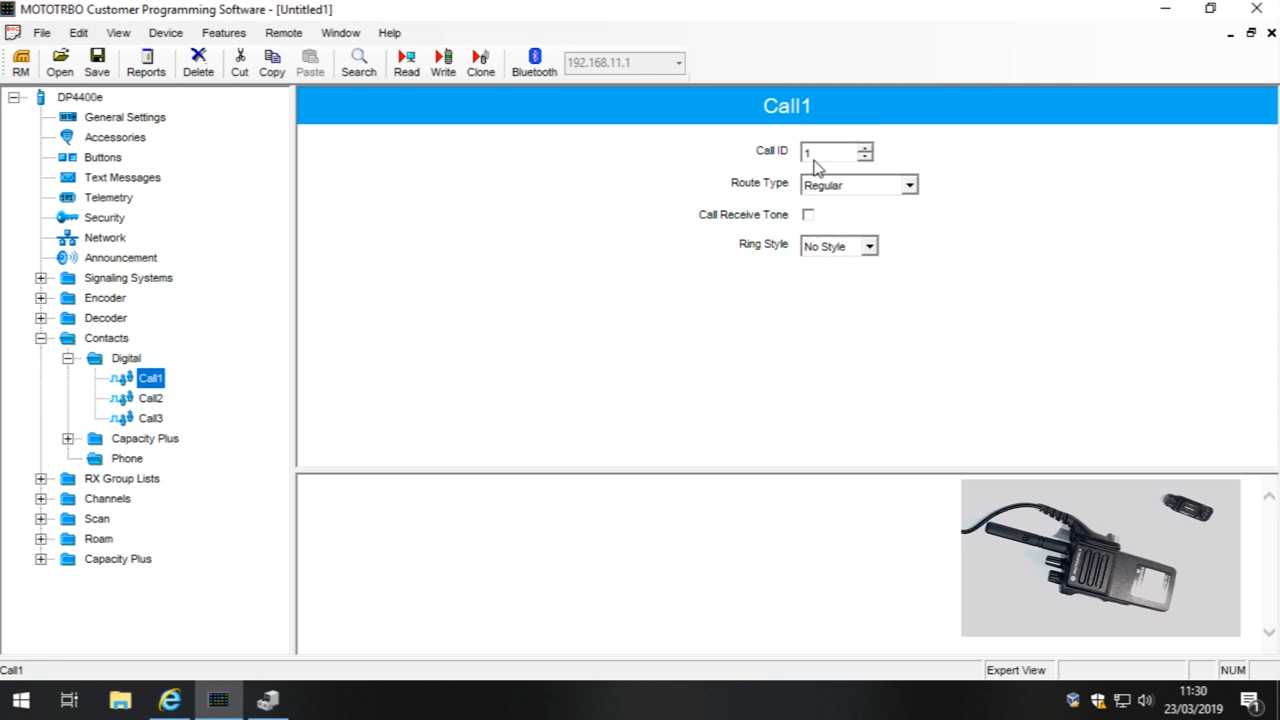 MOTOTRBO Customer Programming Software - [Untitled1]
File Edit View Device Features Remote Window Help
RM Open Save Reports Delete Cut Copy Paste Search Read Write Clone Bluetooth 192.168.11.1
DP4400e
General Settings
Accessories
Buttons
Text Messages
Telemetry
Security
Network
Announcement
Signaling Systems
Encoder
Decoder
Contacts
Digital
Call1
Call2
Call3
Capacity Plus
Phone
RX Group Lists
Channels
Scan
Roam
Capacity Plus
Call1
Call ID 1
Route Type Regular
Call Receive Tone
Ring Style No Style
Call1 Expert View NUM
11:30
23/03/2019
1